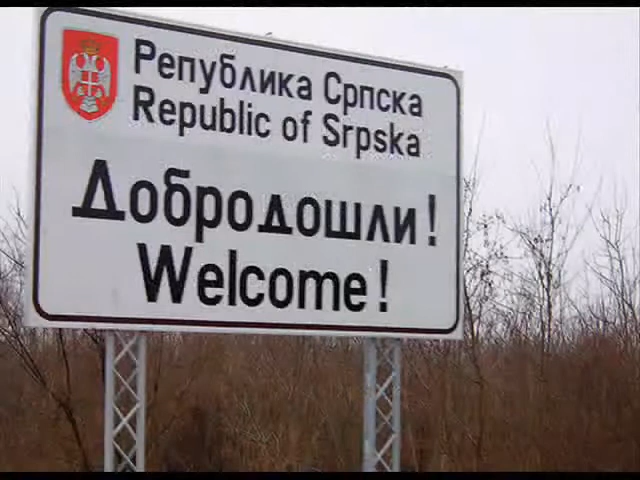 Република Српска
Republic of Srpska
Добродошли!
Welcome!